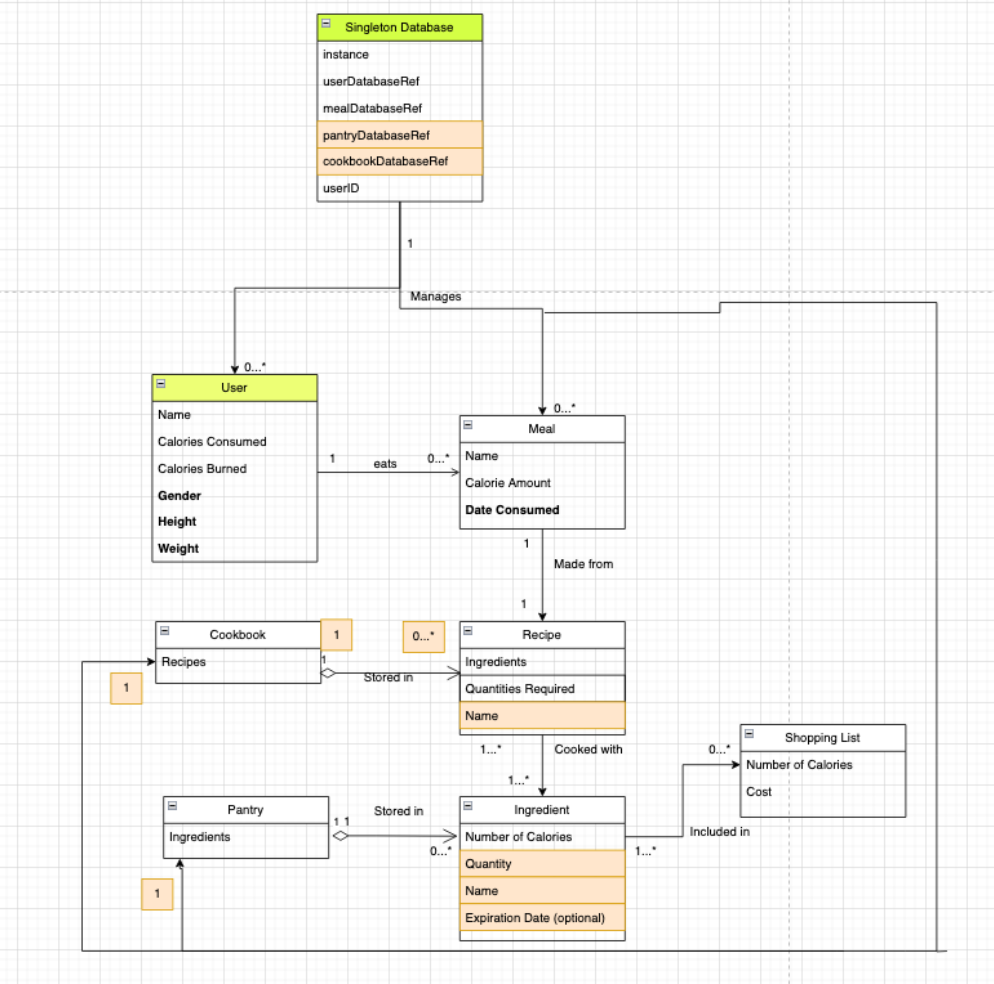 Singleton Database
instance
userDatabaseRef
mealDatabaseRef
pantryDatabaseRef
cookbookDatabaseRef
userID
1
Manages
0...*
0...*
User
Name
Calories Consumed
Calories Burned
Gender
Height
Weight
1
eats
0...*
Meal
Name
Calorie Amount
Date Consumed
1
Made from
1
Cookbook
Recipes
1
1
1
0...*
Stored in
Recipe
Ingredients
Quantities Required
Name
1...*
Cooked with
1...*
Shopping List
Number of Calories
Cost
0...*
Pantry
Ingredients
1 1
Stored in
0...*
1
Ingredient
Number of Calories
Quantity
Name
Expiration Date (optional)
1...*
Included in